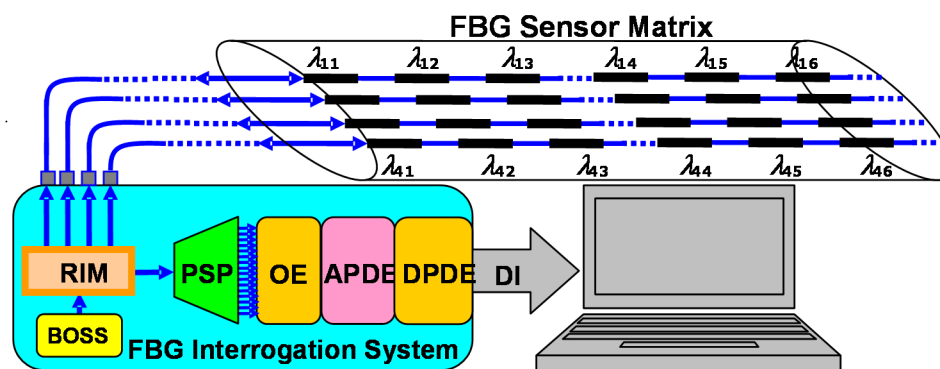 FBG Sensor Matrix
λ11 λ12 λ13 λ14 λ15 λ16
λ41 λ42 λ43 λ44 λ45 λ46
RIM PSP OE APDE DPDE DI
BOSS
FBG Interrogation System